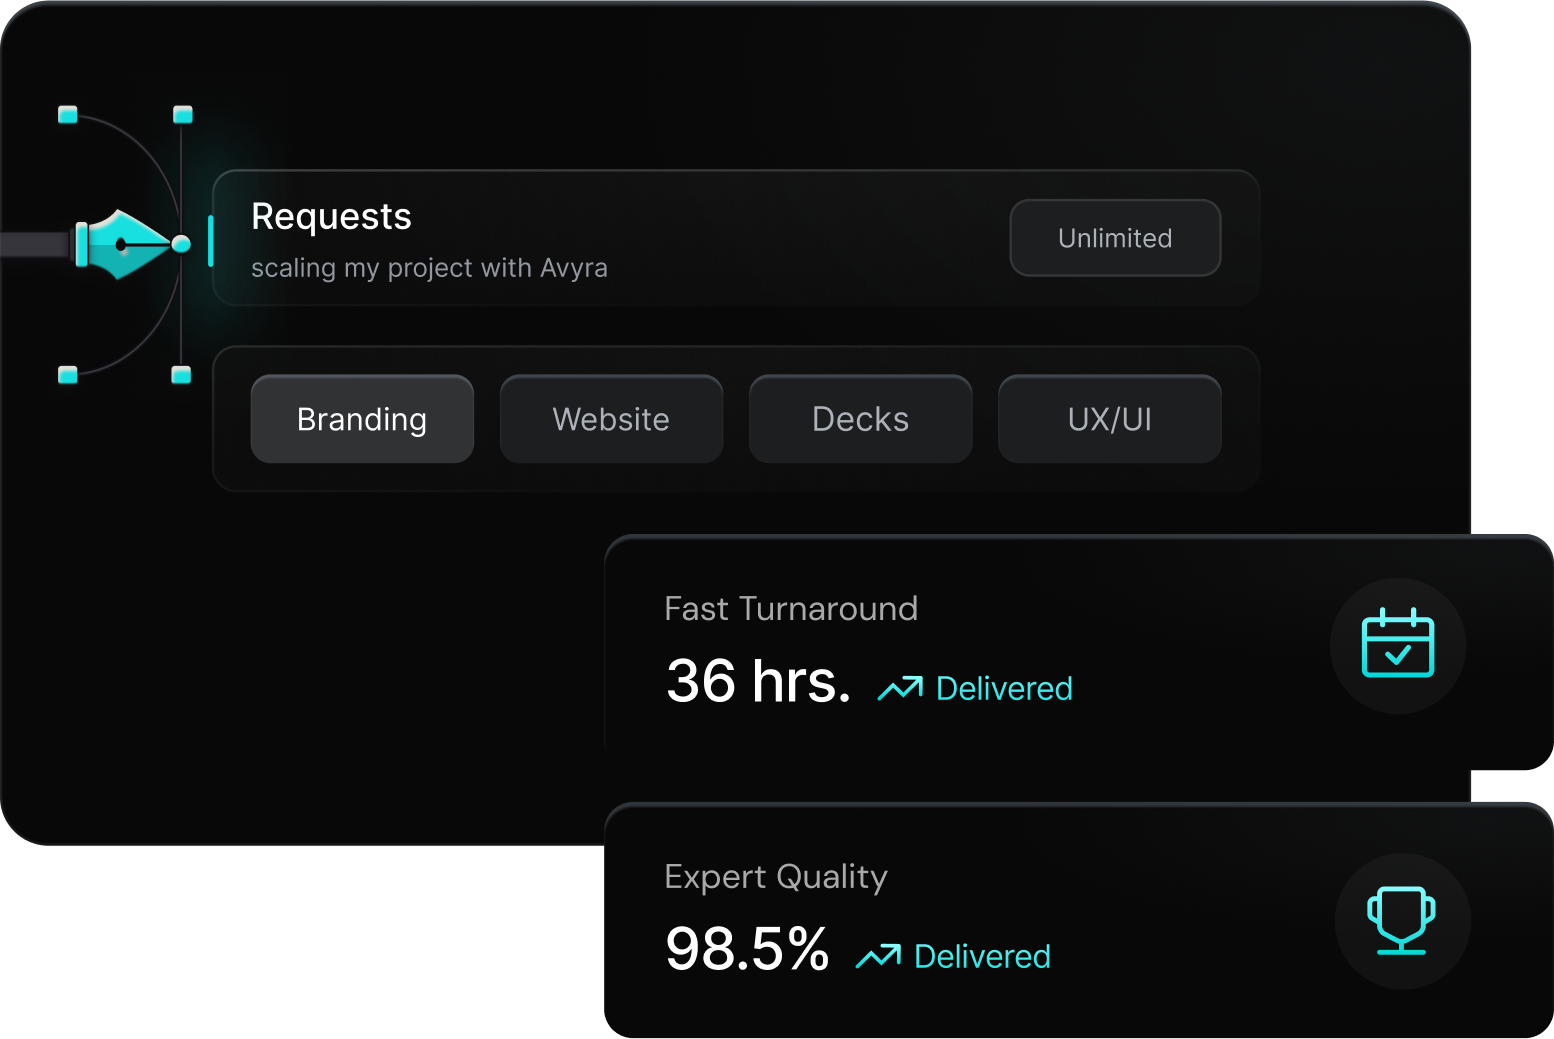 Requests
scaling my project with Avyra
Unlimited
Branding
Website
Decks
UX/UI
Fast Turnaround
36 hrs. Delivered
Expert Quality
98.5% Delivered